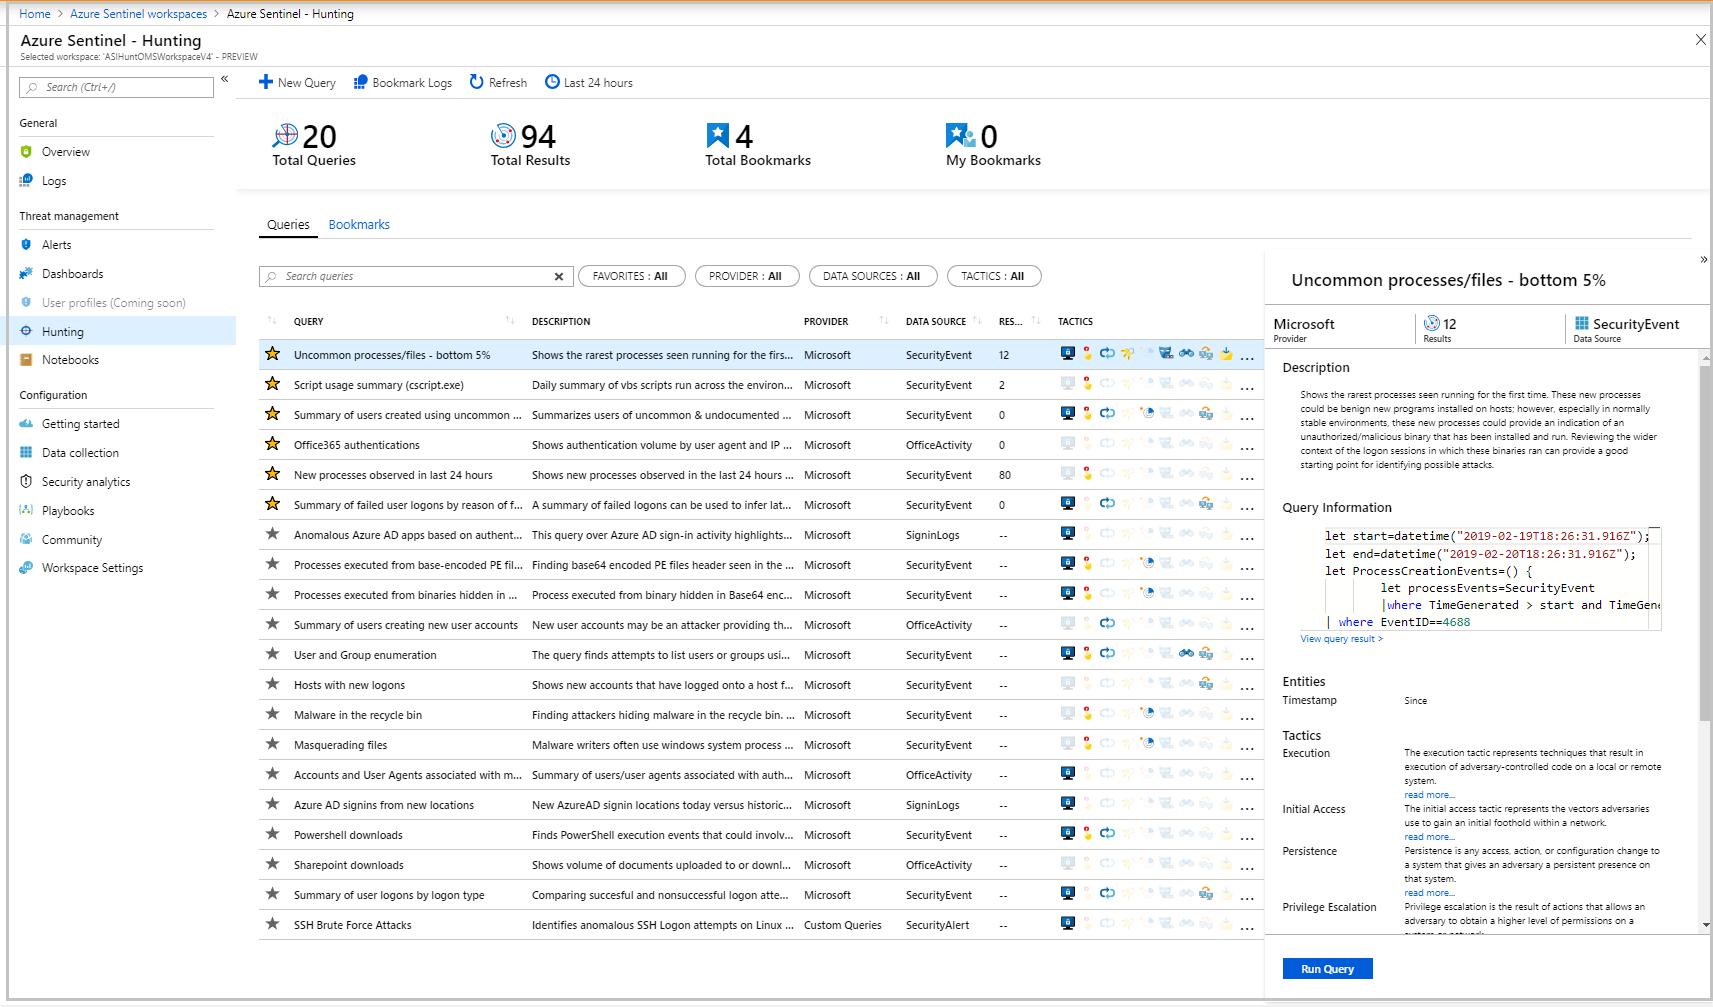 Home > Azure Sentinel workspaces > Azure Sentinel - Hunting
Azure Sentinel - Hunting
Selected workspace: 'ASIHuntOMSWorkspaceV4' - PREVIEW
Search (Ctrl+/)
«
General
Overview
Logs
Threat management
Alerts
Dashboards
User profiles (Coming soon)
Hunting
Notebooks
Configuration
Getting started
Data collection
Security analytics
Playbooks
Community
Workspace Settings
New Query Bookmark Logs Refresh Last 24 hours
20 Total Queries
94 Total Results
4 Total Bookmarks
0 My Bookmarks
Queries Bookmarks
Search queries
FAVORITES : All PROVIDER : All DATA SOURCES : All TACTICS : All
QUERY DESCRIPTION PROVIDER DATA SOURCE RES... TACTICS
Uncommon processes/files - bottom 5% Shows the rarest processes seen running for the firs... Microsoft SecurityEvent 12 ...
Script usage summary (cscript.exe) Daily summary of vbs scripts run across the environ... Microsoft SecurityEvent 2 ...
Summary of users created using uncommon ... Summarizes users of uncommon & undocumented ... Microsoft SecurityEvent 0 ...
Office365 authentications Shows authentication volume by user agent and IP ... Microsoft OfficeActivity 0 ...
New processes observed in last 24 hours Shows new processes observed in the last 24 hours ... Microsoft SecurityEvent 80 ...
Summary of failed user logons by reason of f... A summary of failed logons can be used to infer lat... Microsoft SecurityEvent 0 ...
Anomalous Azure AD apps based on authent... This query over Azure AD sign-in activity highlights... Microsoft SigninLogs -- ...
Processes executed from base-encoded PE fil... Finding base64 encoded PE files header seen in the ... Microsoft SecurityEvent -- ...
Processes executed from binaries hidden in ... Process executed from binary hidden in Base64 enc... Microsoft SecurityEvent -- ...
Summary of users creating new user accounts New user accounts may be an attacker providing th... Microsoft OfficeActivity -- ...
User and Group enumeration The query finds attempts to list users or groups usi... Microsoft SecurityEvent -- ...
Hosts with new logons Shows new accounts that have logged onto a host f... Microsoft SecurityEvent -- ...
Malware in the recycle bin Finding attackers hiding malware in the recycle bin. ... Microsoft SecurityEvent -- ...
Masquerading files Malware writers often use windows system process ... Microsoft SecurityEvent -- ...
Accounts and User Agents associated with m... Summary of users/user agents associated with auth... Microsoft OfficeActivity -- ...
Azure AD signins from new locations New AzureAD signin locations today versus historic... Microsoft SigninLogs -- ...
Powershell downloads Finds PowerShell execution events that could involv... Microsoft SecurityEvent -- ...
Sharepoint downloads Shows volume of documents uploaded to or downl... Microsoft OfficeActivity -- ...
Summary of user logons by logon type Comparing succesful and nonsuccessful logon atte... Microsoft SecurityEvent -- ...
SSH Brute Force Attacks Identifies anomalous SSH Logon attempts on Linux ... Custom Queries SecurityAlert -- ...
»
Uncommon processes/files - bottom 5%
Microsoft 12 SecurityEvent
Provider Results Data Source
Description
Shows the rarest processes seen running for the first time. These new processes
could be benign new programs installed on hosts; however, especially in normally
stable environments, these new processes could provide an indication of an
unauthorized/malicious binary that has been installed and run. Reviewing the wider
context of the logon sessions in which these binaries ran can provide a good
starting point for identifying possible attacks.
Query Information
let start=datetime("2019-02-19T18:26:31.916Z");
let end=datetime("2019-02-20T18:26:31.916Z");
let ProcessCreationEvents=() {
let processEvents=SecurityEvent
|where TimeGenerated > start and TimeGene
| where EventID==4688
View query result >
Entities
Timestamp Since
Tactics
Execution The execution tactic represents techniques that result in
execution of adversary-controlled code on a local or remote
system.
read more...
Initial Access The initial access tactic represents the vectors adversaries
use to gain an initial foothold within a network.
read more...
Persistence Persistence is any access, action, or configuration change to
a system that gives an adversary a persistent presence on
that system.
read more...
Privilege Escalation Privilege escalation is the result of actions that allows an
adversary to obtain a higher level of permissions on a
system or network.
Run Query